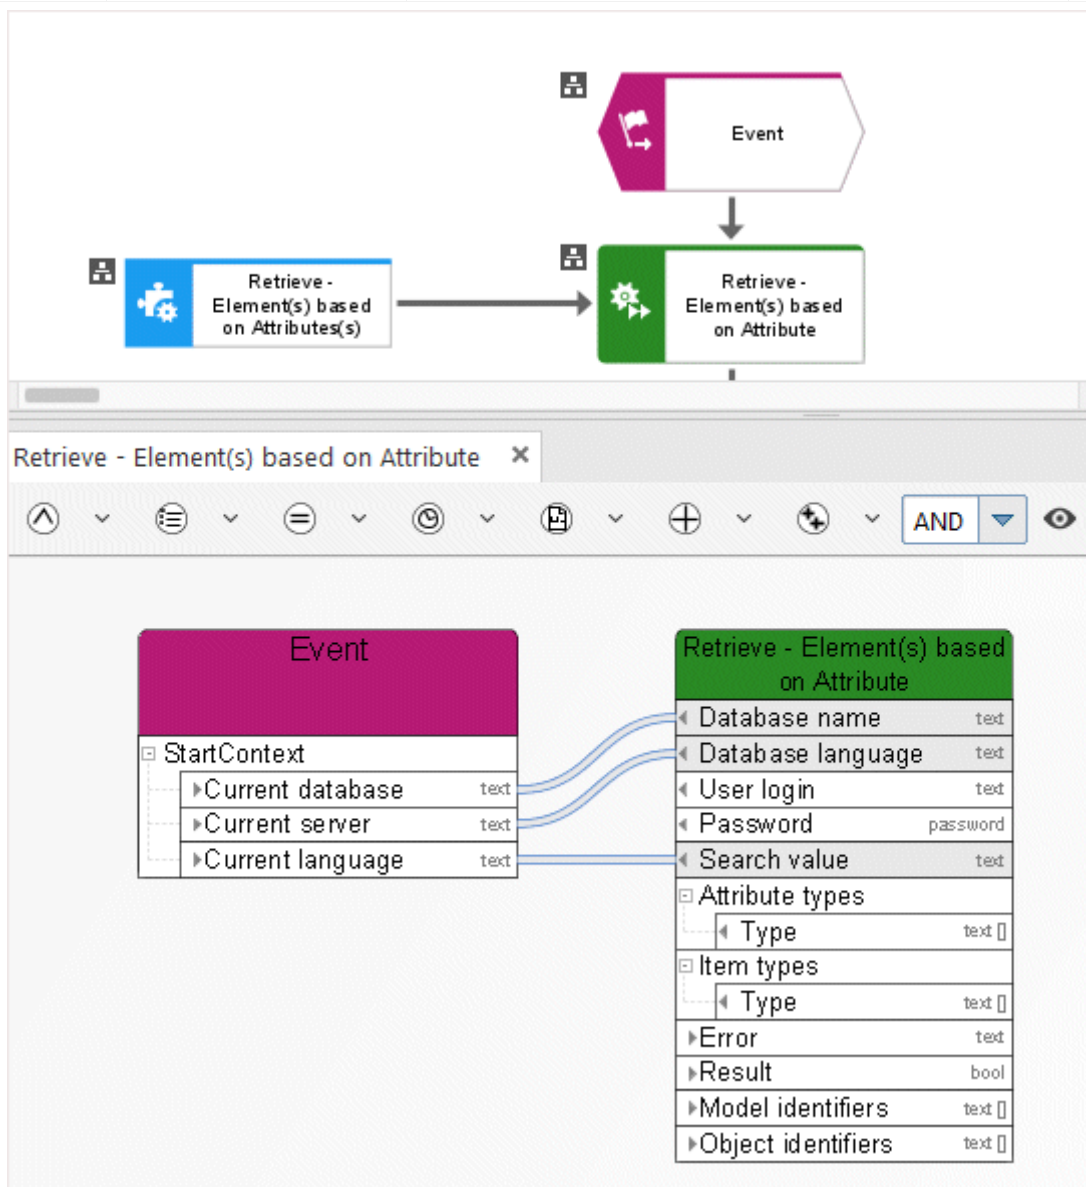 Event
Retrieve -
Element(s) based
on Attributes(s)
Retrieve -
Element(s) based
on Attribute
Retrieve - Element(s) based on Attribute
AND
Event
StartContext
Current database text
Current server text
Current language text
Retrieve - Element(s) based
on Attribute
Database name text
Database language text
User login text
Password password
Search value text
Attribute types
Type text []
Item types
Type text []
Error text
Result bool
Model identifiers text []
Object identifiers text []